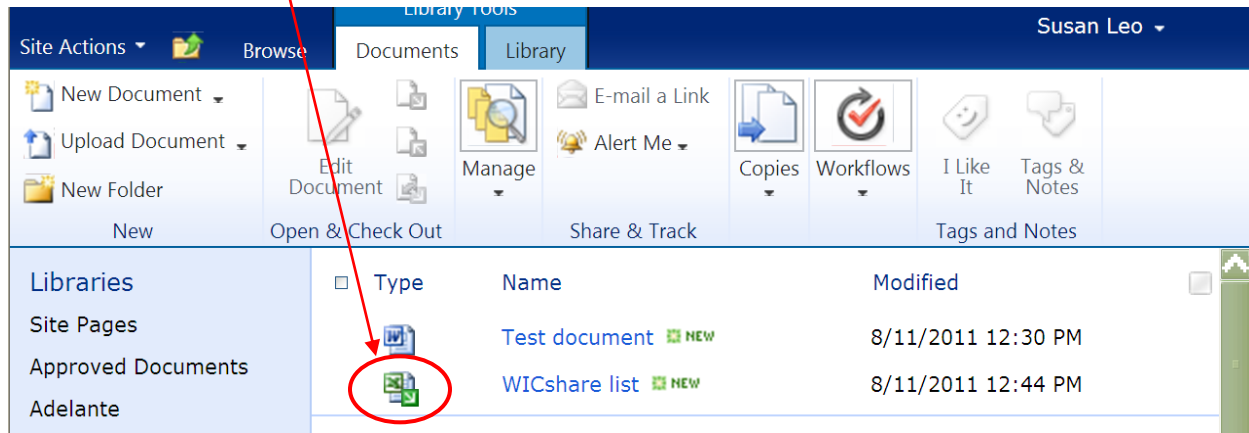 Library Tools
Susan Leo
Site Actions
Browse
Documents
Library
New Document
Upload Document
New Folder
New
Edit
Document
Open & Check Out
Manage
E-mail a Link
Alert Me
Share & Track
Copies
Workflows
I Like
It
Tags &
Notes
Tags and Notes
Libraries
Site Pages
Approved Documents
Adelante
Type Name Modified
Test document NEW 8/11/2011 12:30 PM
WICshare list NEW 8/11/2011 12:44 PM